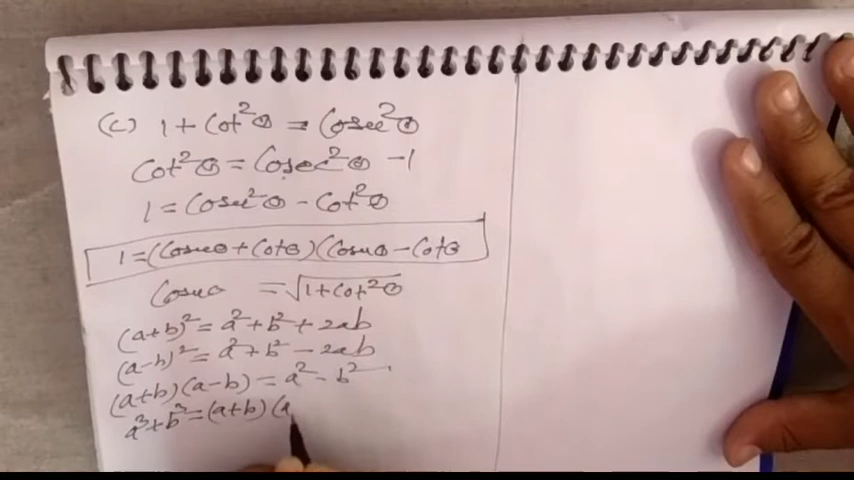 (c) 1 + Cot²θ = Cosec²θ
Cot²θ = Cosec²θ - 1
1 = Cosec²θ - Cot²θ
1 = (Cosecθ + Cotθ)(Cosecθ - Cotθ
Cosecθ = √1+Cot²θ
(a+b)² = a² + b² + 2ab
(a-b)² = a² + b² - 2ab
(a+b)(a-b) = a² - b²
a³+b³ = (a+b)(a